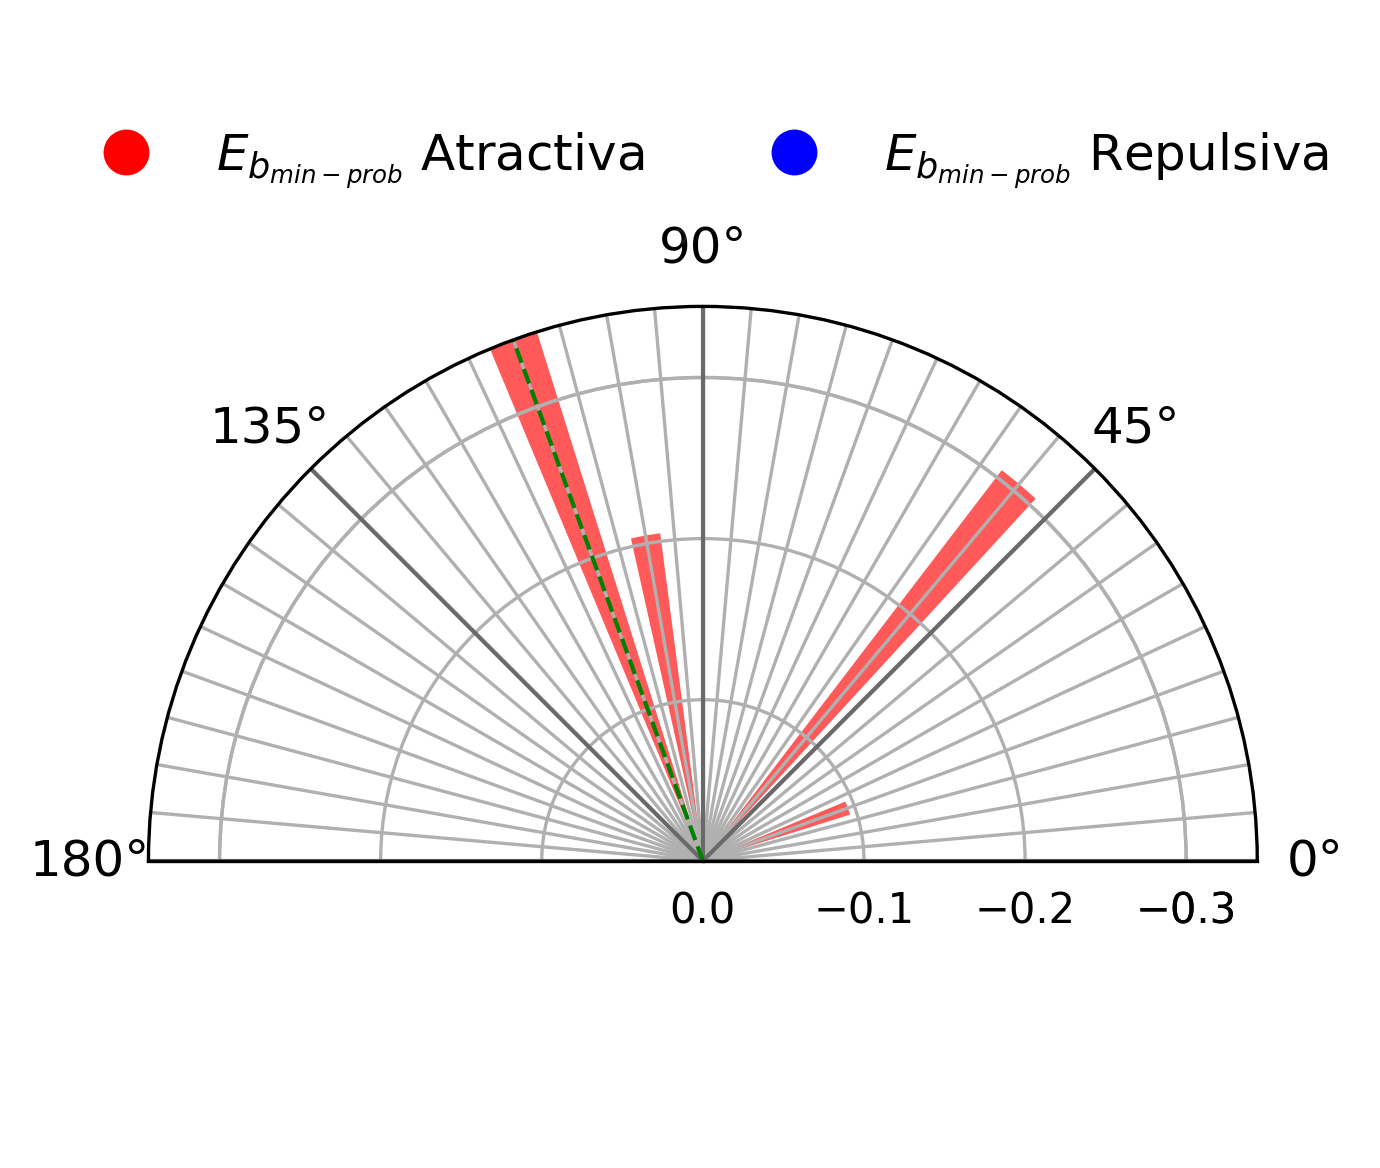 E_{b_{min-prob}} Atractiva E_{b_{min-prob}} Repulsiva
90°
135° 45°
180° 0°
0.0 −0.1 −0.2 −0.3